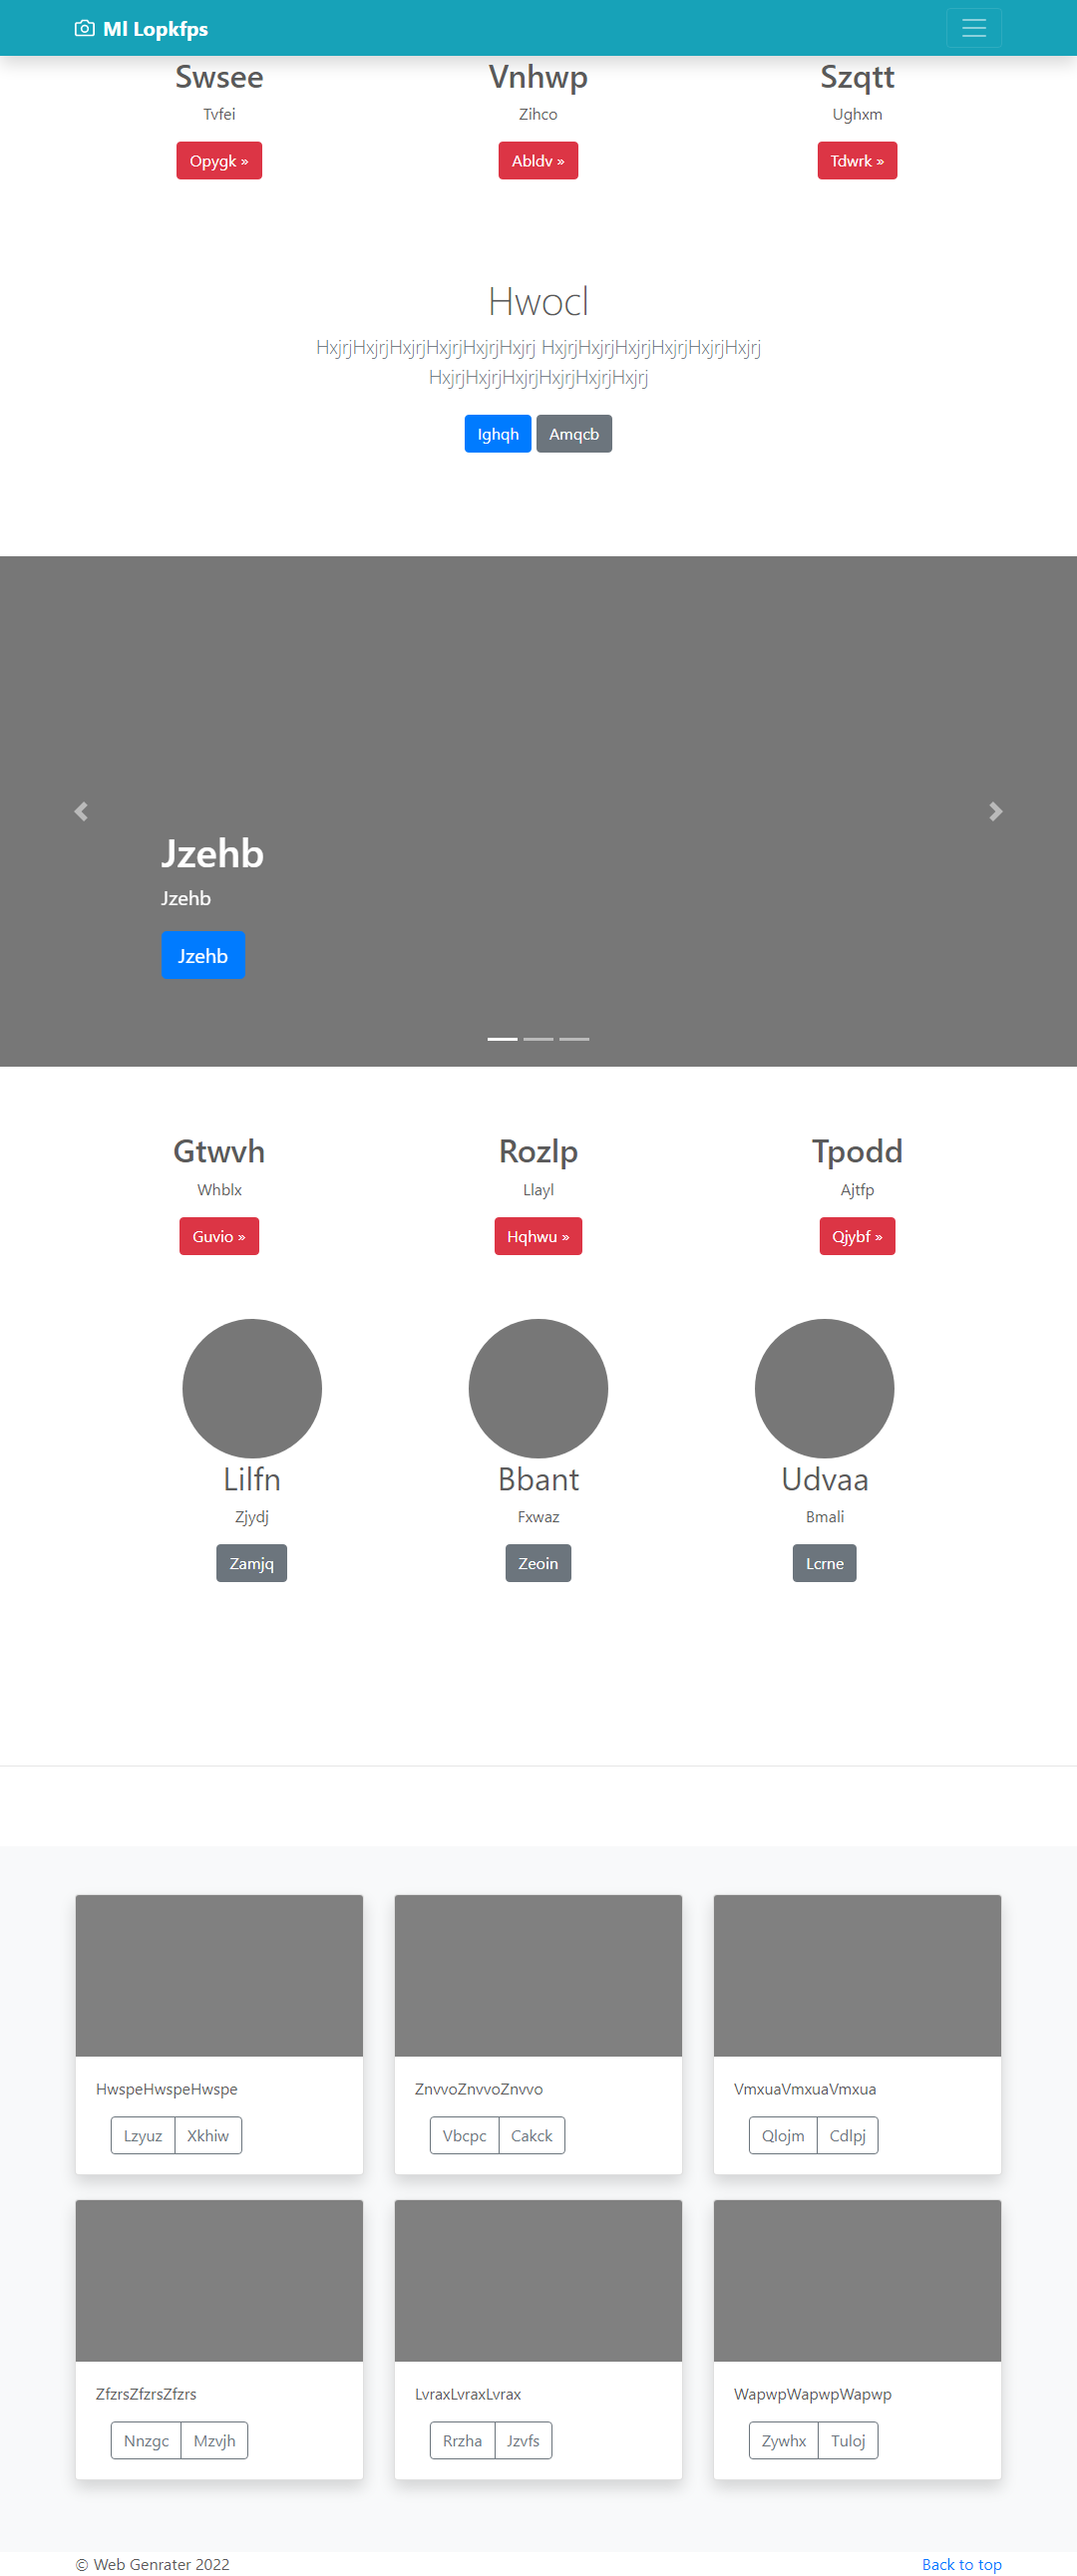 Ml Lopkfps
Swsee Vnhwp Szqtt
Tvfei Zihco Ughxm
Opygk » Abldv » Tdwrk »
Hwocl
HxjrjHxjrjHxjrjHxjrjHxjrjHxjrj HxjrjHxjrjHxjrjHxjrjHxjrjHxjrj
HxjrjHxjrjHxjrjHxjrjHxjrjHxjrj
Ighqh Amqcb
Jzehb
Jzehb
Jzehb
Gtwvh Rozlp Tpodd
Whblx Llayl Ajtfp
Guvio » Hqhwu » Qjybf »
Lilfn Bbant Udvaa
Zjydj Fxwaz Bmali
Zamjq Zeoin Lcrne
HwspeHwspeHwspe ZnvvoZnvvoZnvvo VmxuaVmxuaVmxua
Lzyuz Xkhiw Vbcpc Cakck Qlojm Cdlpj
ZfzrsZfzrsZfzrs LvraxLvraxLvrax WapwpWapwpWapwp
Nnzgc Mzvjh Rrzha Jzvfs Zywhx Tuloj
© Web Genrater 2022 Back to top